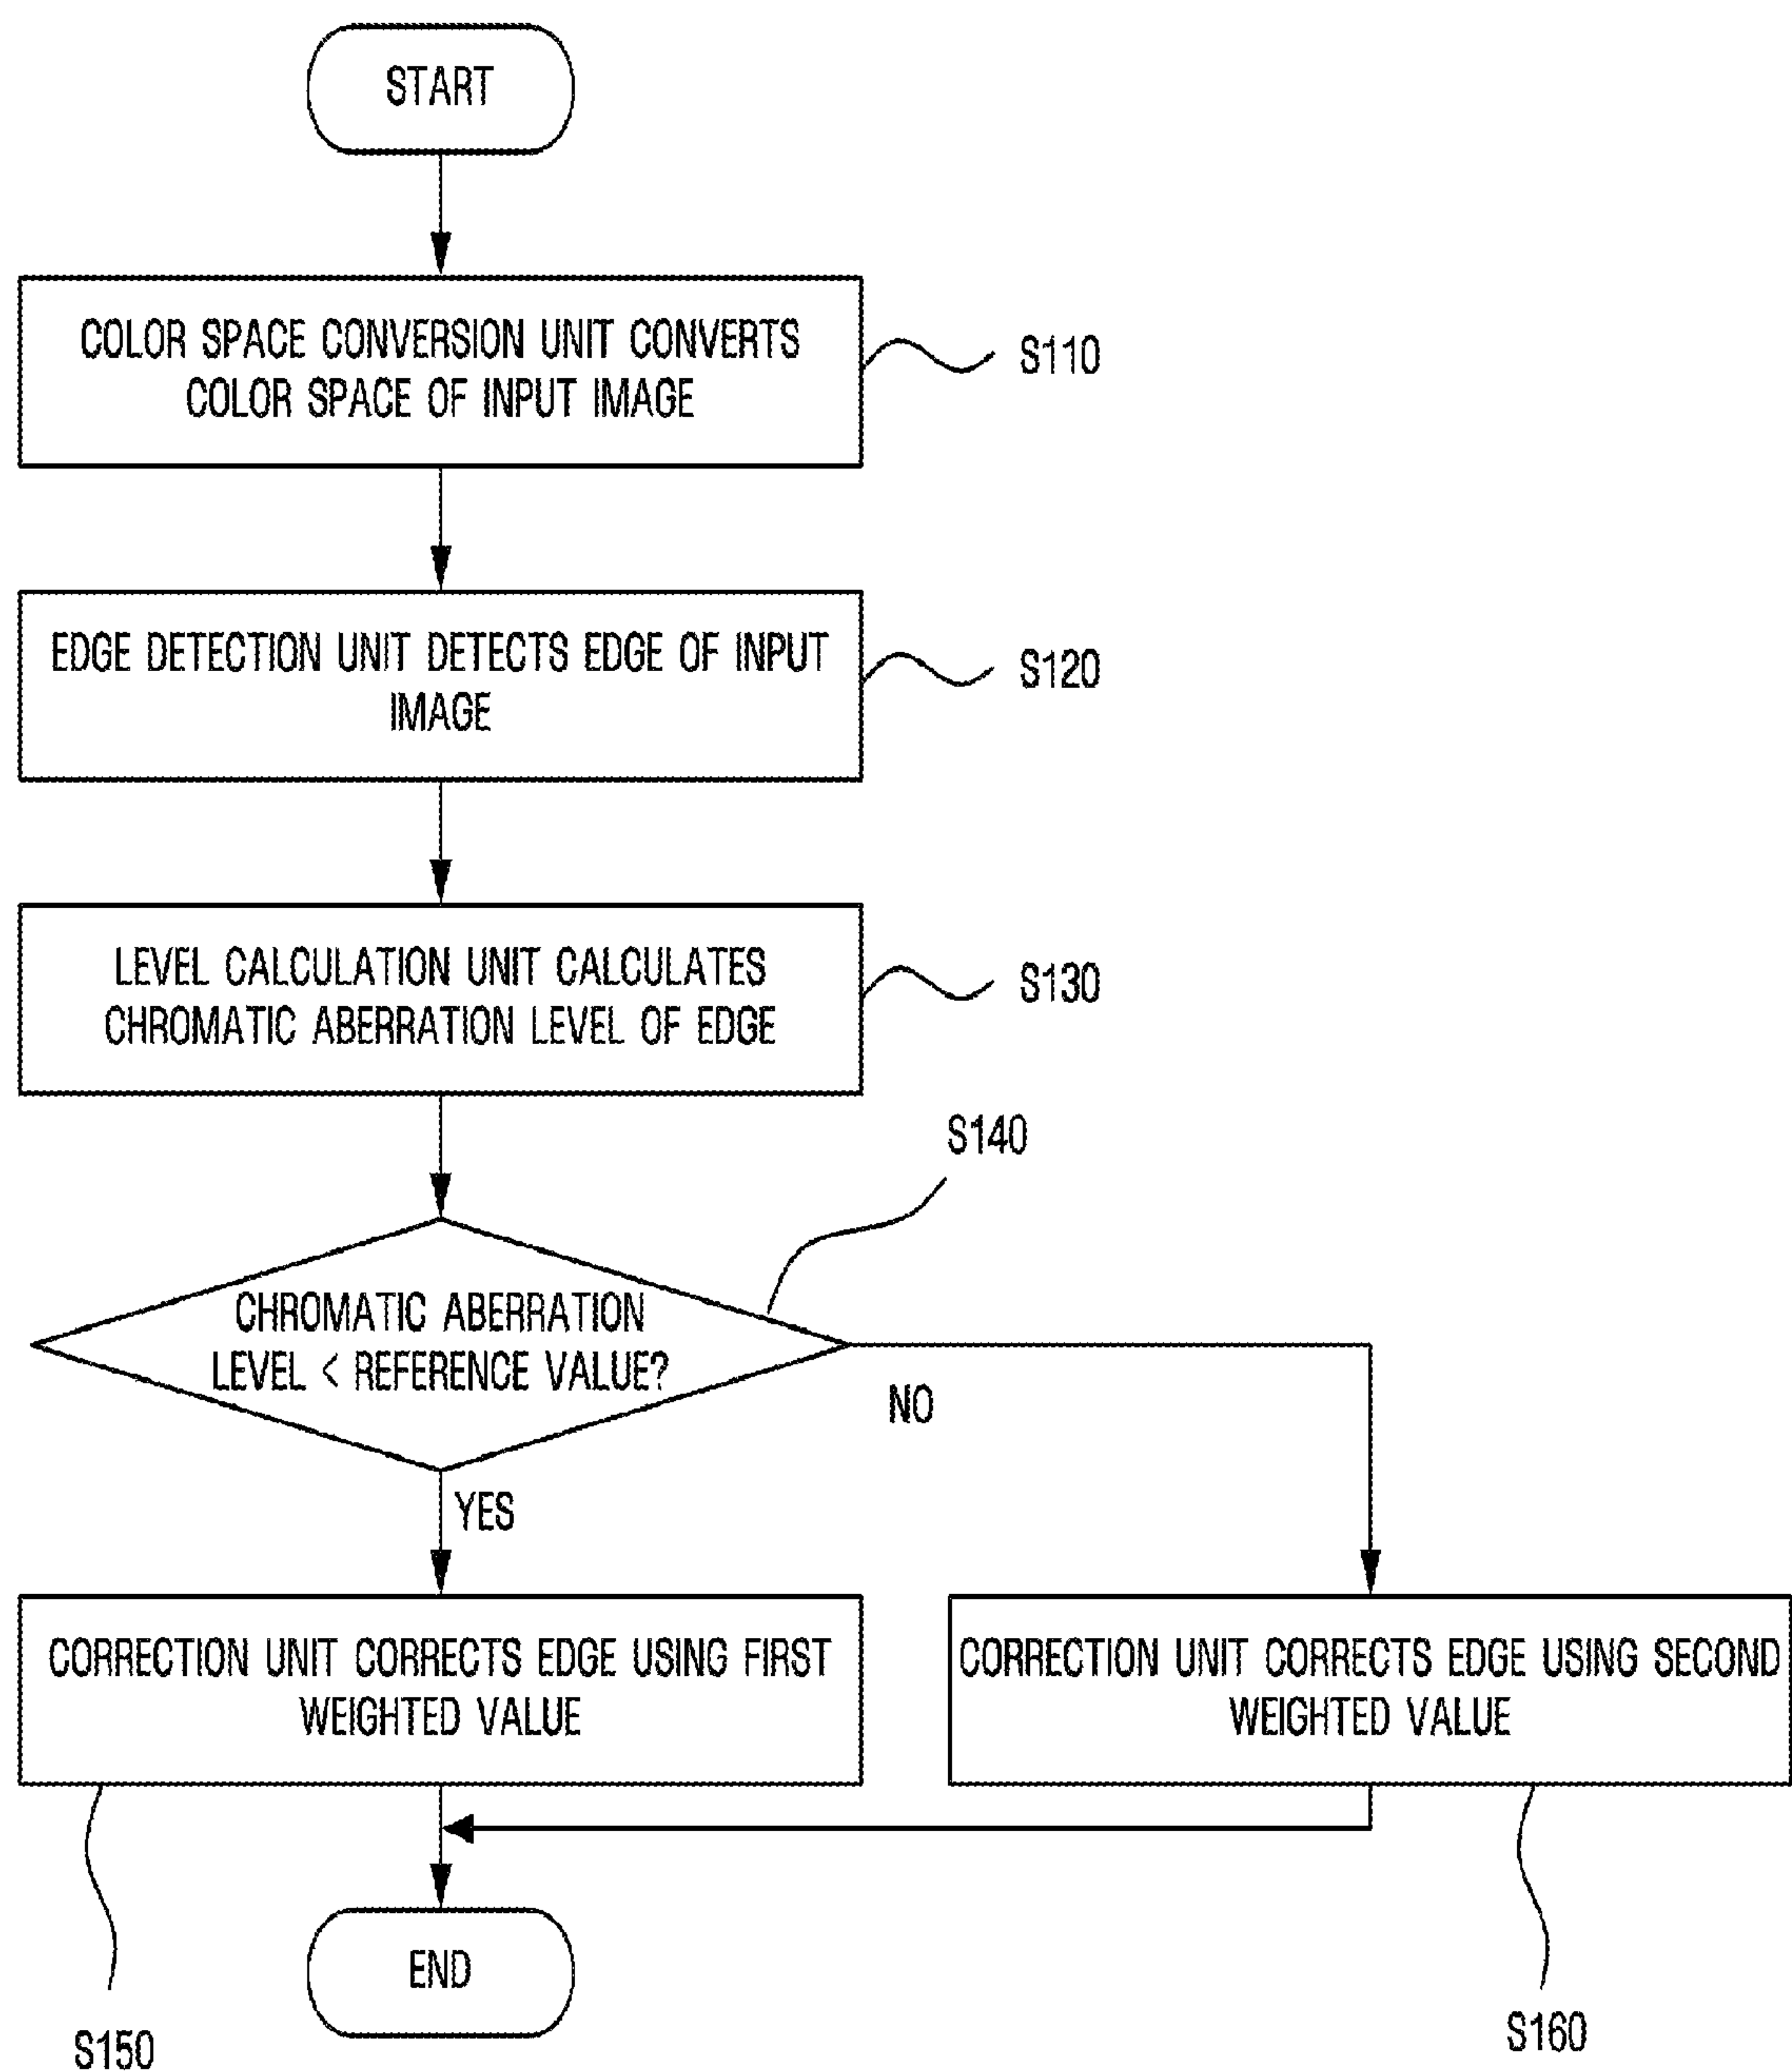 START
COLOR SPACE CONVERSION UNIT CONVERTS
COLOR SPACE OF INPUT IMAGE
S110
EDGE DETECTION UNIT DETECTS EDGE OF INPUT
IMAGE
S120
LEVEL CALCULATION UNIT CALCULATES
CHROMATIC ABERRATION LEVEL OF EDGE
S130
S140
CHROMATIC ABERRATION
LEVEL < REFERENCE VALUE?
NO
YES
CORRECTION UNIT CORRECTS EDGE USING FIRST
WEIGHTED VALUE
CORRECTION UNIT CORRECTS EDGE USING SECOND
WEIGHTED VALUE
END
S150
S160